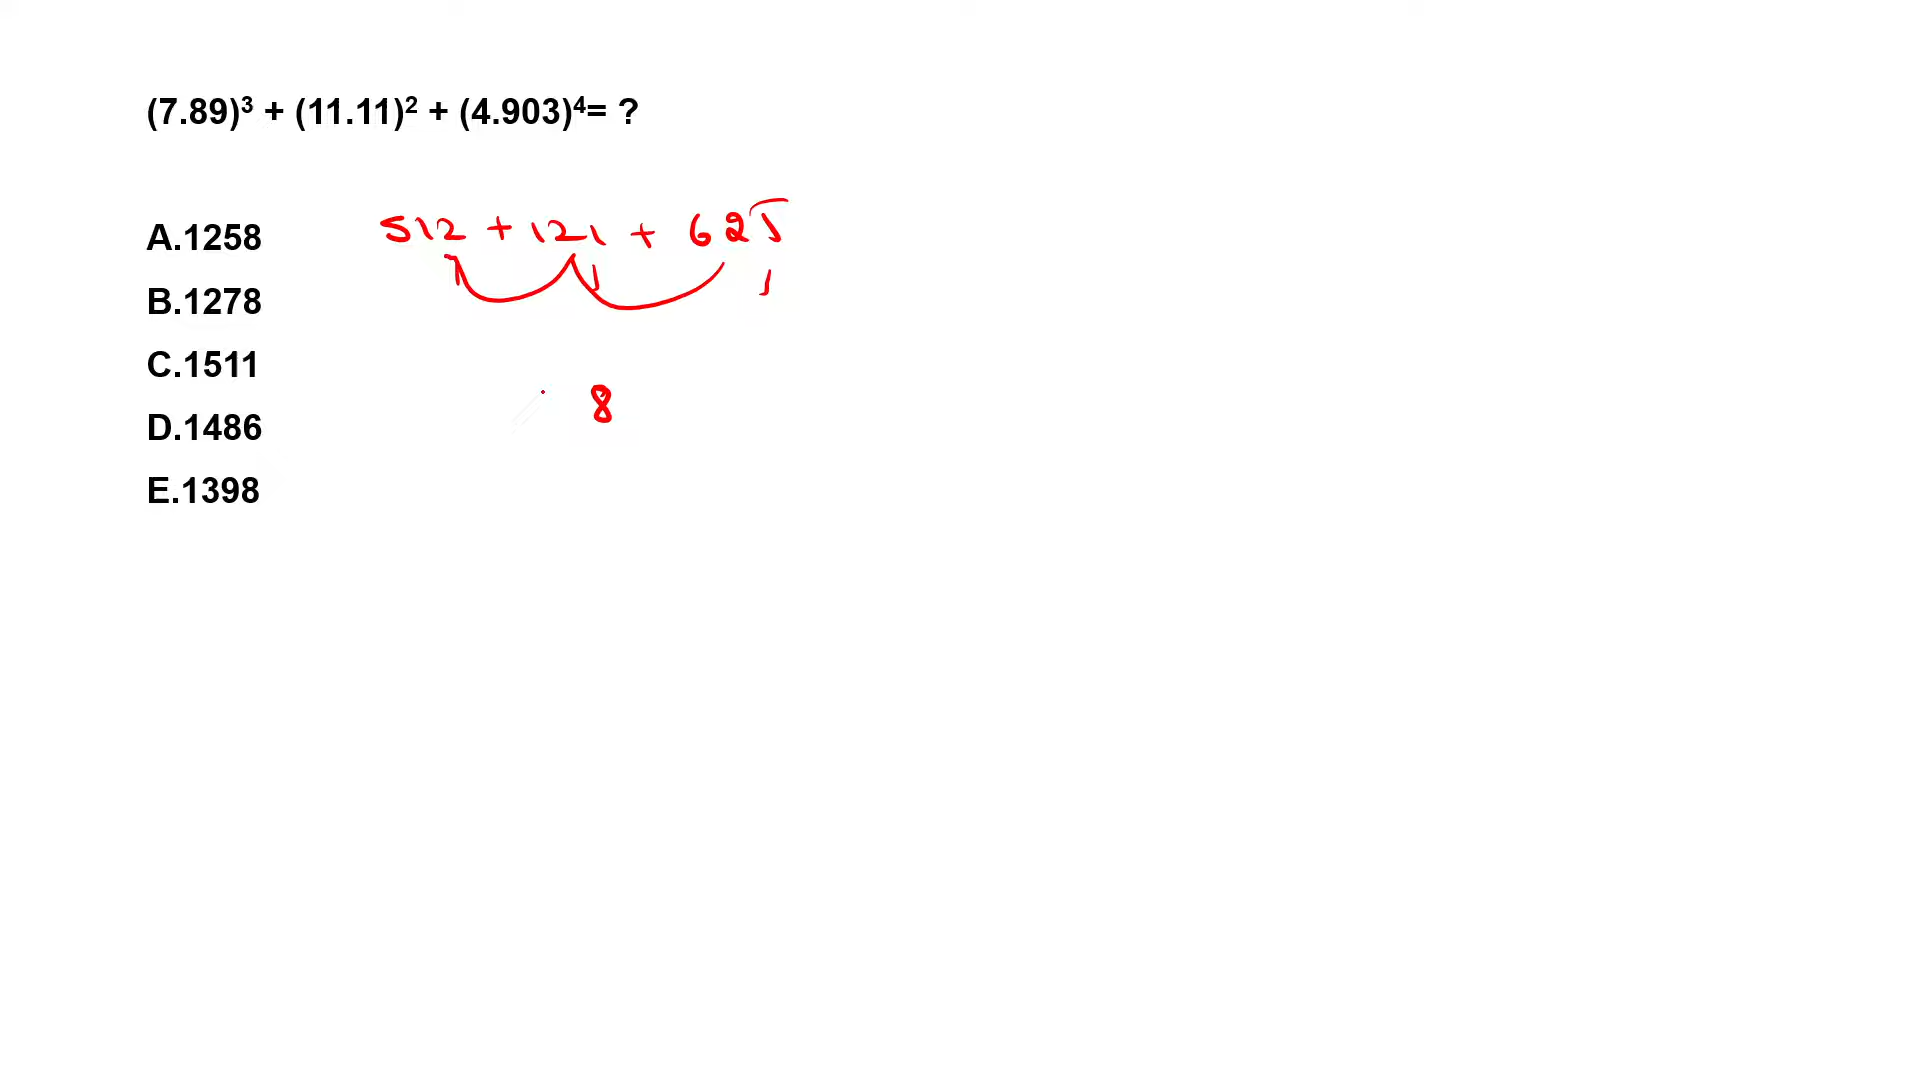 (7.89)³ + (11.11)² + (4.903)⁴= ?
A.1258
512 + 121 + 625
B.1278
C.1511
8
D.1486
E.1398